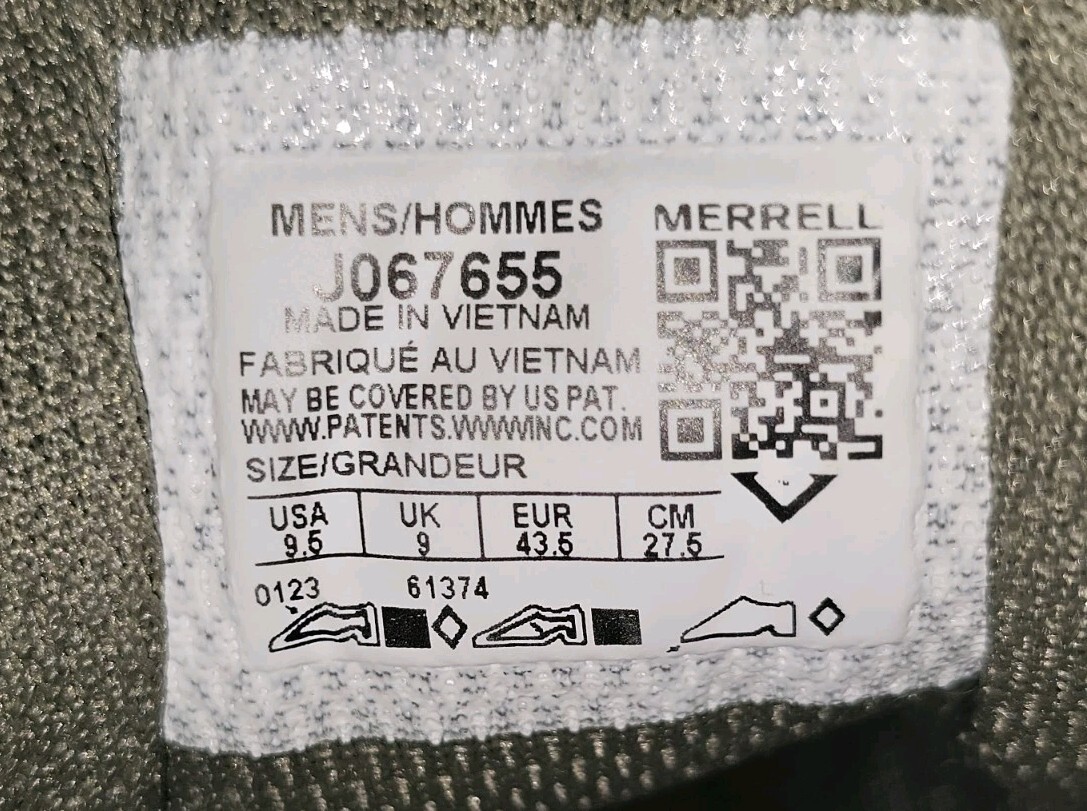 MENS/HOMMES
J067655
MADE IN VIETNAM
FABRIQUÉ AU VIETNAM
MAY BE COVERED BY US PAT.
WWW.PATENTS.WWWINC.COM
SIZE/GRANDEUR
USA UK EUR CM
9.5 9 43.5 27.5
0123 61374
MERRELL